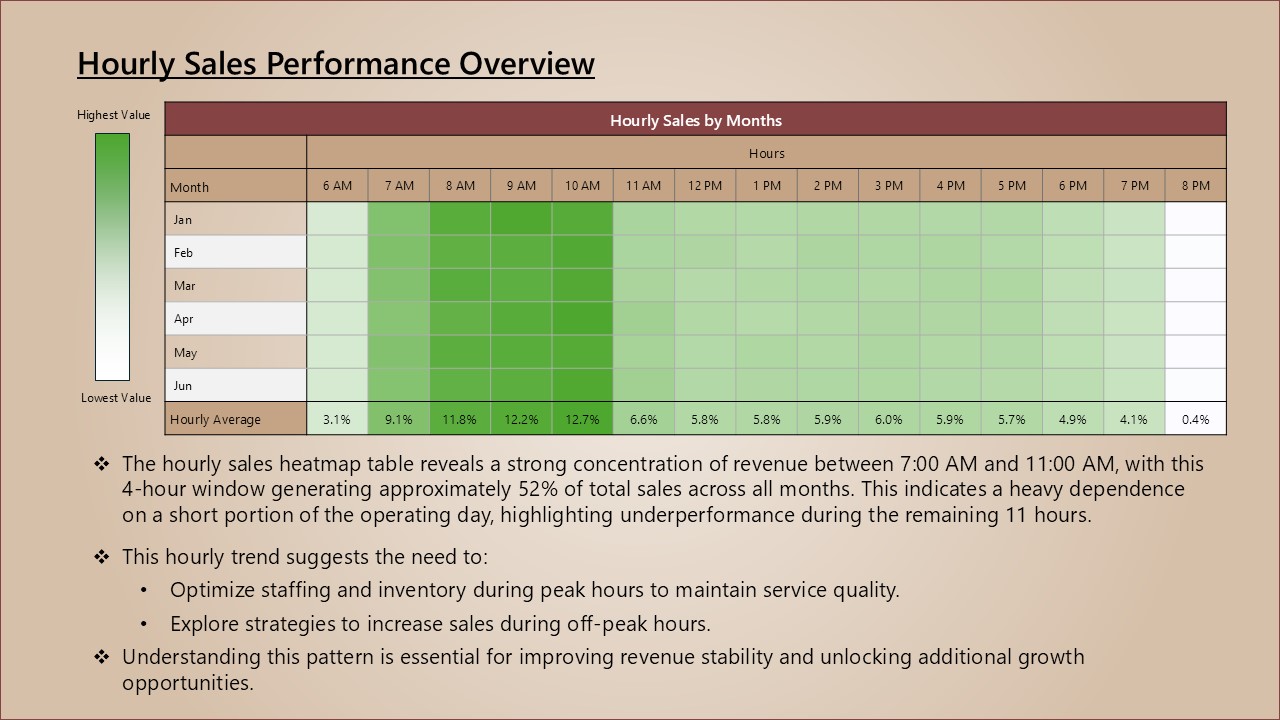 Hourly Sales Performance Overview
Highest Value
Lowest Value
Hourly Sales by Months
Hours
Month 6 AM 7 AM 8 AM 9 AM 10 AM 11 AM 12 PM 1 PM 2 PM 3 PM 4 PM 5 PM 6 PM 7 PM 8 PM
Jan
Feb
Mar
Apr
May
Jun
Hourly Average 3.1% 9.1% 11.8% 12.2% 12.7% 6.6% 5.8% 5.8% 5.9% 6.0% 5.9% 5.7% 4.9% 4.1% 0.4%
❖ The hourly sales heatmap table reveals a strong concentration of revenue between 7:00 AM and 11:00 AM, with this
4-hour window generating approximately 52% of total sales across all months. This indicates a heavy dependence
on a short portion of the operating day, highlighting underperformance during the remaining 11 hours.
❖ This hourly trend suggests the need to:
• Optimize staffing and inventory during peak hours to maintain service quality.
• Explore strategies to increase sales during off-peak hours.
❖ Understanding this pattern is essential for improving revenue stability and unlocking additional growth
opportunities.